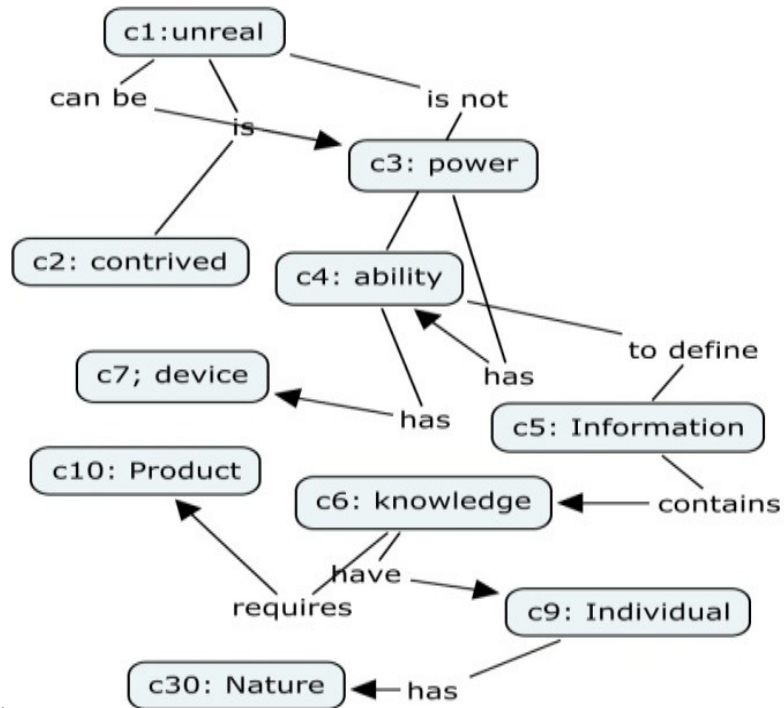 c1:unreal
can be
is not
is
c3: power
c2: contrived
c4: ability
to define
c7; device
has
has
c5: Information
c10: Product
c6: knowledge
contains
have
requires
c9: Individual
c30: Nature
has